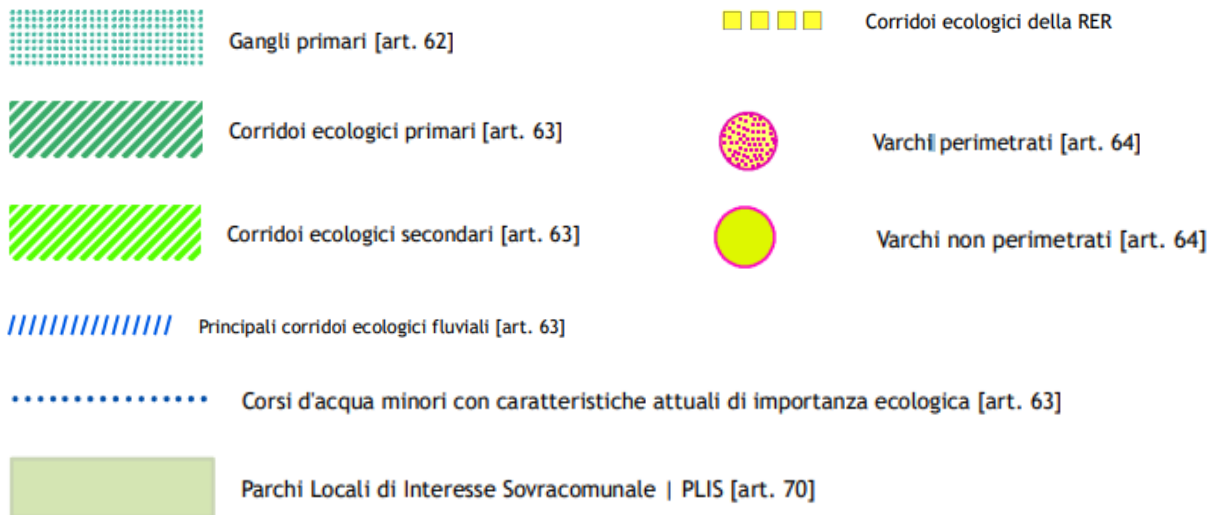 Gangli primari [art. 62]
Corridoi ecologici primari [art. 63]
Corridoi ecologici secondari [art. 63]
Principali corridoi ecologici fluviali [art. 63]
Corsi d'acqua minori con caratteristiche attuali di importanza ecologica [art. 63]
Parchi Locali di Interesse Sovracomunale | PLIS [art. 70]
Corridoi ecologici della RER
Varchi perimetrati [art. 64]
Varchi non perimetrati [art. 64]